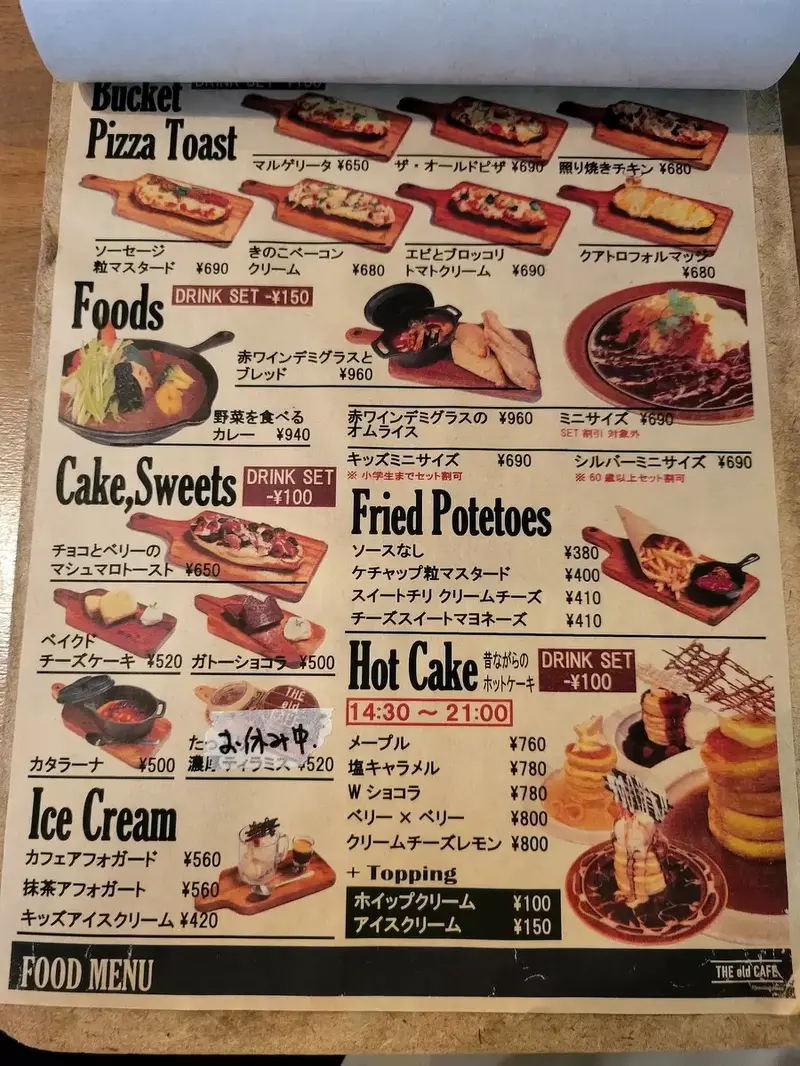 Bucket
DRINK SET -¥100
Pizza Toast
マルゲリータ ¥650
ザ・オールドピザ ¥690
照り焼きチキン ¥680
ソーセージ
粒マスタード ¥690
きのこベーコン
クリーム ¥680
エビとブロッコリ
トマトクリーム ¥690
クアトロフォルマッジ
¥680
Foods
DRINK SET -¥150
赤ワインデミグラスと
ブレッド ¥960
野菜を食べる
カレー ¥940
赤ワインデミグラスの ¥960
オムライス
ミニサイズ ¥690
SET 割引 対象外
キッズミニサイズ ¥690
※ 小学生までセット割可
シルバーミニサイズ ¥690
※ 60歳以上セット割可
Cake,Sweets
DRINK SET
-¥100
チョコとベリーの
マシュマロトースト ¥650
ベイクド
チーズケーキ ¥520
ガトーショコラ ¥500
カタラーナ ¥500
THE
old
た
お休み中.
濃厚ティラミス ¥520
Ice Cream
カフェアフォガード ¥560
抹茶アフォガート ¥560
キッズアイスクリーム ¥420
Fried Potetoes
ソースなし ¥380
ケチャップ粒マスタード ¥400
スイートチリ クリームチーズ ¥410
チーズスイートマヨネーズ ¥410
Hot Cake
昔ながらの
ホットケーキ
DRINK SET
-¥100
14:30 ～ 21:00
メープル ¥760
塩キャラメル ¥780
W ショコラ ¥780
ベリー × ベリー ¥800
クリームチーズレモン ¥800
+ Topping
ホイップクリーム ¥100
アイスクリーム ¥150
FOOD MENU
THE old CAFE